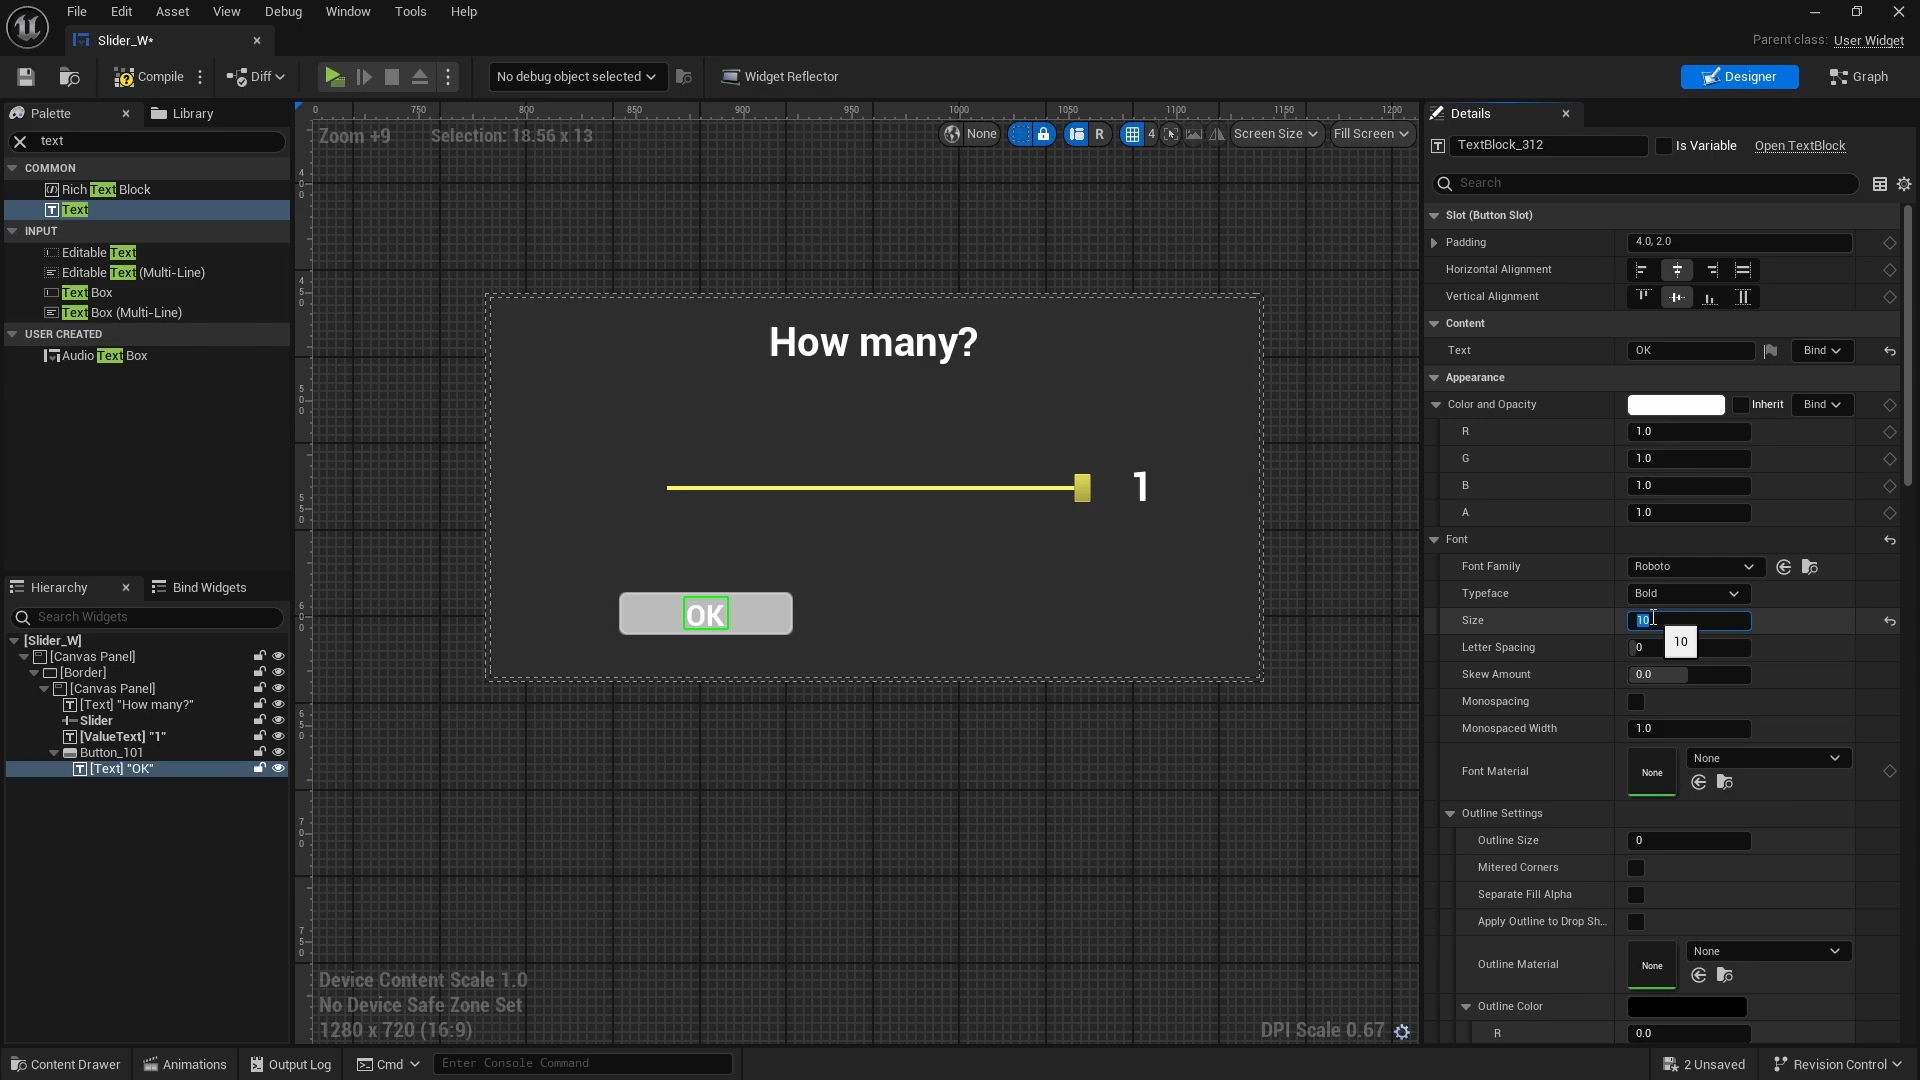 File Edit Asset View Debug Window Tools Help
Slider_W*
Parent class: User Widget
Compile Diff No debug object selected Widget Reflector Designer Graph
Palette Library
text
COMMON
Rich Text Block
Text
INPUT
Editable Text
Editable Text (Multi-Line)
Text Box
Text Box (Multi-Line)
USER CREATED
Audio Text Box
Hierarchy Bind Widgets
Search Widgets
[Slider_W]
[Canvas Panel]
[Border]
[Canvas Panel]
[Text] "How many?"
Slider
[ValueText] "1"
Button_101
[Text] "OK"
0 750 800 850 900 950 1000 1050 1100 1150 1200
Zoom +9 Selection: 18.56 x 13
None R 4 Screen Size Fill Screen
400
450
500
550
600
650
700
750
How many?
1
OK
Device Content Scale 1.0
No Device Safe Zone Set
1280 x 720 (16:9)
DPI Scale 0.67
Details
TextBlock_312 Is Variable Open TextBlock
Search
Slot (Button Slot)
Padding 4.0, 2.0
Horizontal Alignment
Vertical Alignment
Content
Text OK Bind
Appearance
Color and Opacity Inherit Bind
R 1.0
G 1.0
B 1.0
A 1.0
Font
Font Family Roboto
Typeface Bold
Size 10
10
Letter Spacing 0
Skew Amount 0.0
Monospacing
Monospaced Width 1.0
Font Material None None
Outline Settings
Outline Size 0
Mitered Corners
Separate Fill Alpha
Apply Outline to Drop Sh...
Outline Material None None
Outline Color
R 0.0
Content Drawer Animations Output Log Cmd Enter Console Command 2 Unsaved Revision Control